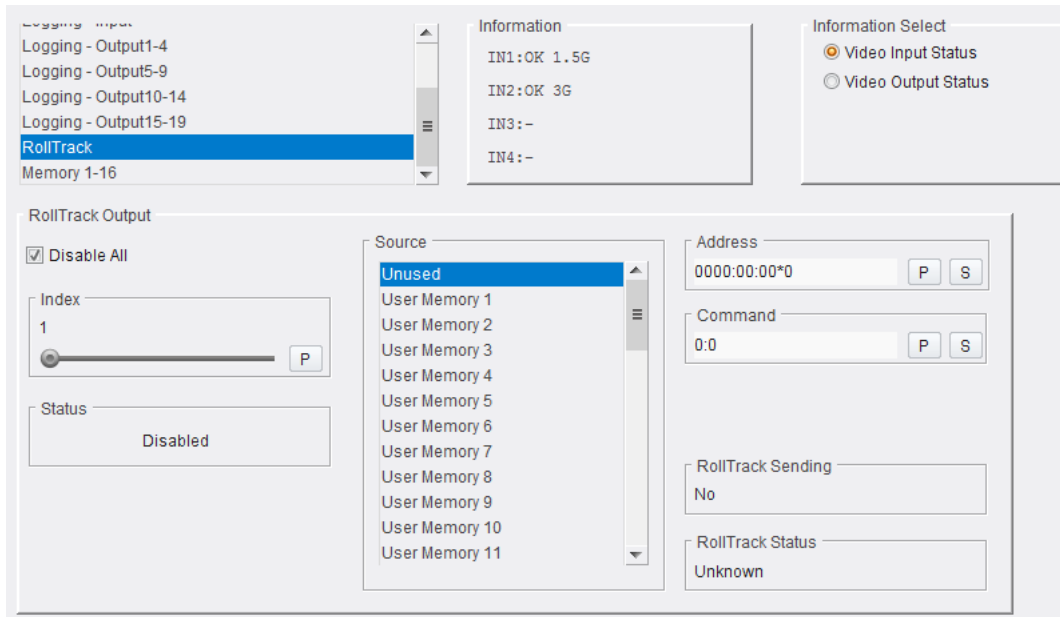 Logging - Input
Logging - Output1-4
Logging - Output5-9
Logging - Output10-14
Logging - Output15-19
RollTrack
Memory 1-16
Information
IN1:OK 1.5G
IN2:OK 3G
IN3:-
IN4:-
Information Select
Video Input Status
Video Output Status
RollTrack Output
Disable All
Index
1
P
Status
Disabled
Source
Unused
User Memory 1
User Memory 2
User Memory 3
User Memory 4
User Memory 5
User Memory 6
User Memory 7
User Memory 8
User Memory 9
User Memory 10
User Memory 11
Address
0000:00:00*0 P S
Command
0:0 P S
RollTrack Sending
No
RollTrack Status
Unknown